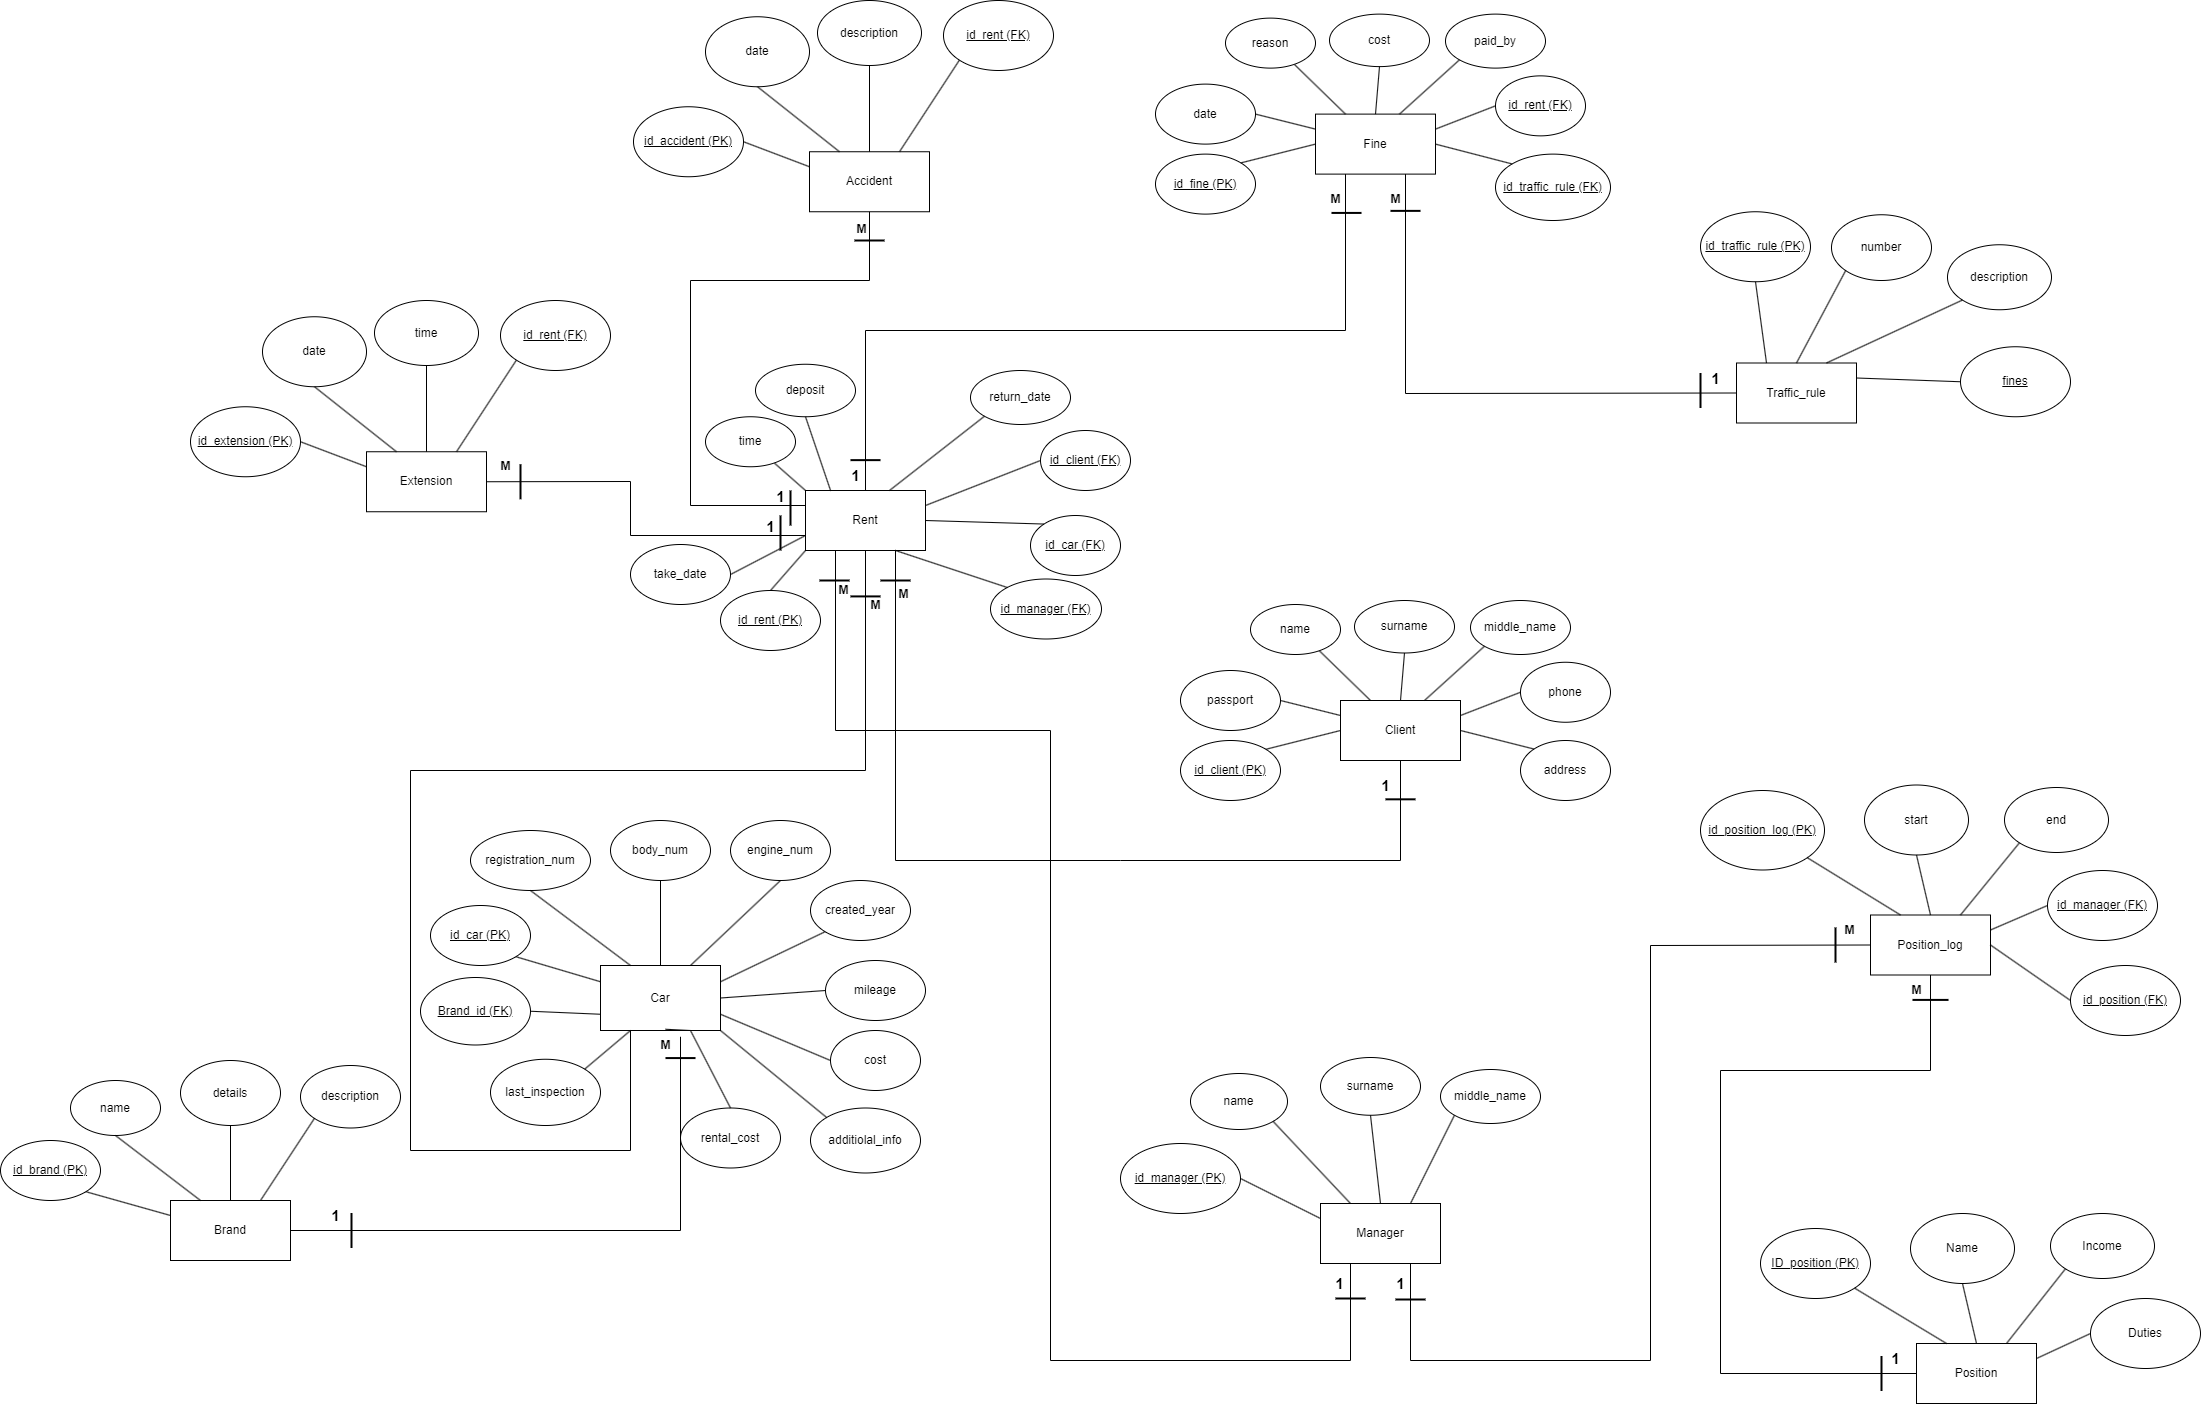 date
description
id_rent (FK)
id_accident (PK)
Accident
M
reason
cost
paid_by
date
id_rent (FK)
Fine
id_fine (PK)
id_traffic_rule (FK)
M
M
id_traffic_rule (PK)
number
description
fines
1
Traffic_rule
date
time
id_rent (FK)
id_extension (PK)
Extension
M
deposit
return_date
time
id_client (FK)
1
1
Rent
1
id_car (FK)
take_date
id_rent (PK)
id_manager (FK)
M
M
M
name
surname
middle_name
passport
phone
Client
id_client (PK)
address
1
registration_num
body_num
engine_num
created_year
id_car (PK)
Car
mileage
Brand_id (FK)
cost
M
last_inspection
rental_cost
additiolal_info
name
details
description
id_brand (PK)
Brand
1
id_position_log (PK)
start
end
id_manager (FK)
M
Position_log
id_position (FK)
M
name
surname
middle_name
id_manager (PK)
Manager
1
1
ID_position (PK)
Name
Income
Duties
1
Position